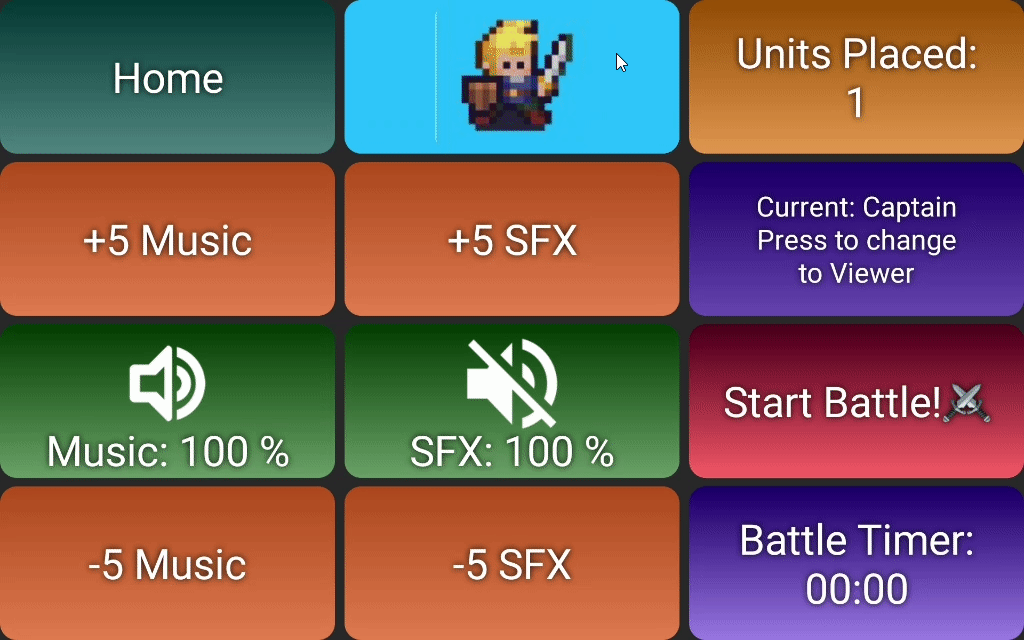 Home
Units Placed:
1
+5 Music
+5 SFX
Current: Captain
Press to change
to Viewer
Music: 100 %
SFX: 100 %
Start Battle!⚔️
-5 Music
-5 SFX
Battle Timer:
00:00